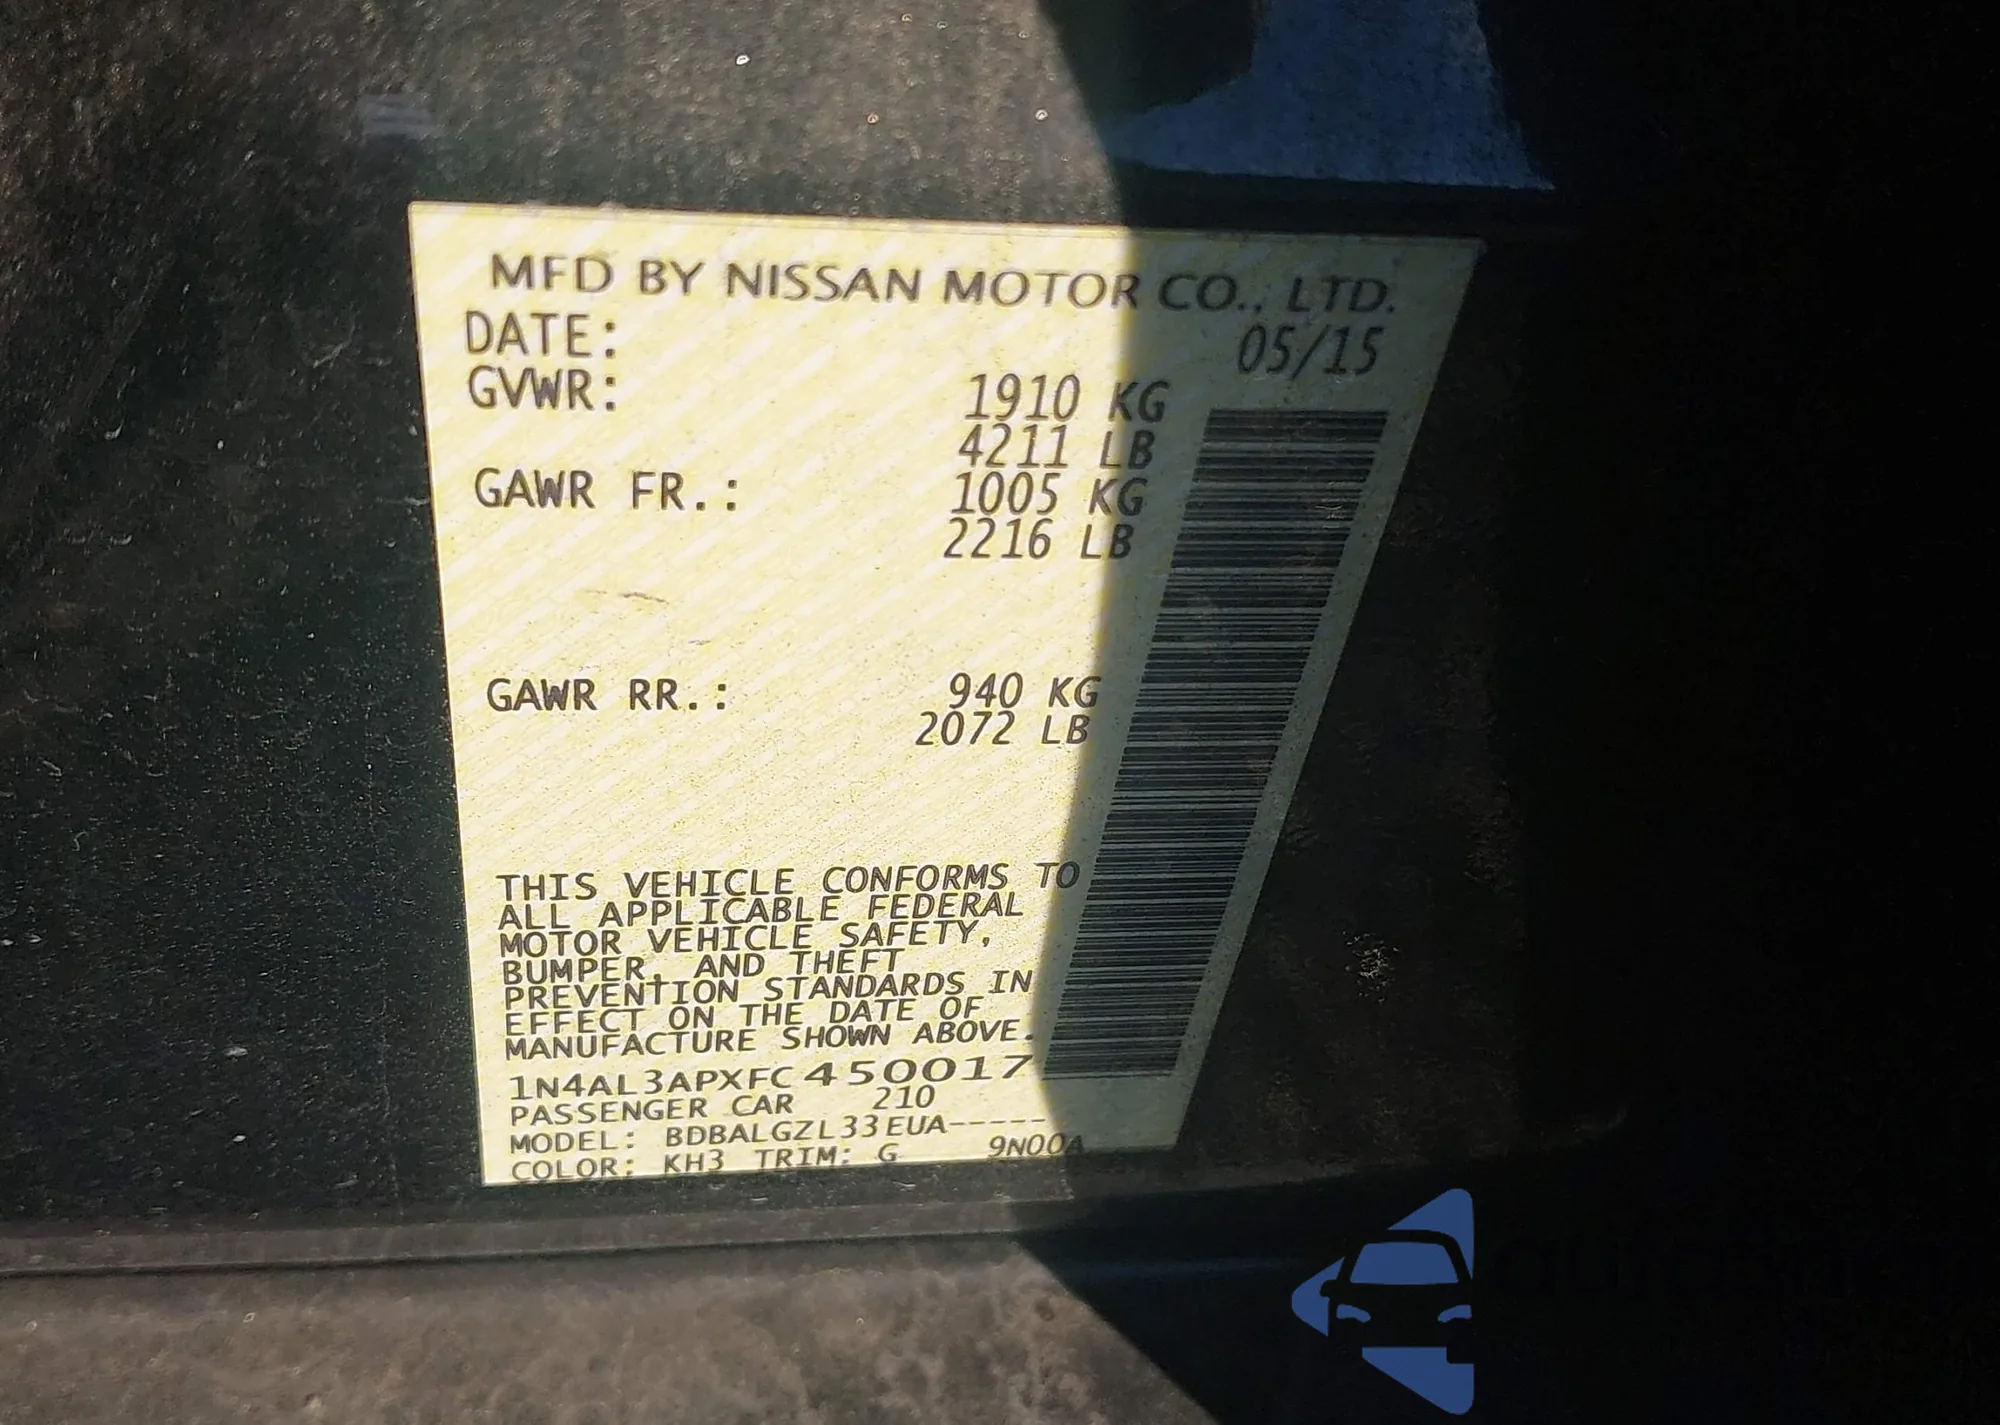 MFD BY NISSAN MOTOR CO., LTD.
DATE: 05/15
GVWR: 1910 KG
4211 LB
GAWR FR.: 1005 KG
2216 LB
GAWR RR.: 940 KG
2072 LB
THIS VEHICLE CONFORMS TO
ALL APPLICABLE FEDERAL
MOTOR VEHICLE SAFETY,
BUMPER, AND THEFT
PREVENTION STANDARDS IN
EFFECT ON THE DATE OF
MANUFACTURE SHOWN ABOVE.
1N4AL3APXFC450017
PASSENGER CAR 210
MODEL: BDBALGZL33EUA-----
COLOR: KH3 TRIM: G 9N00A